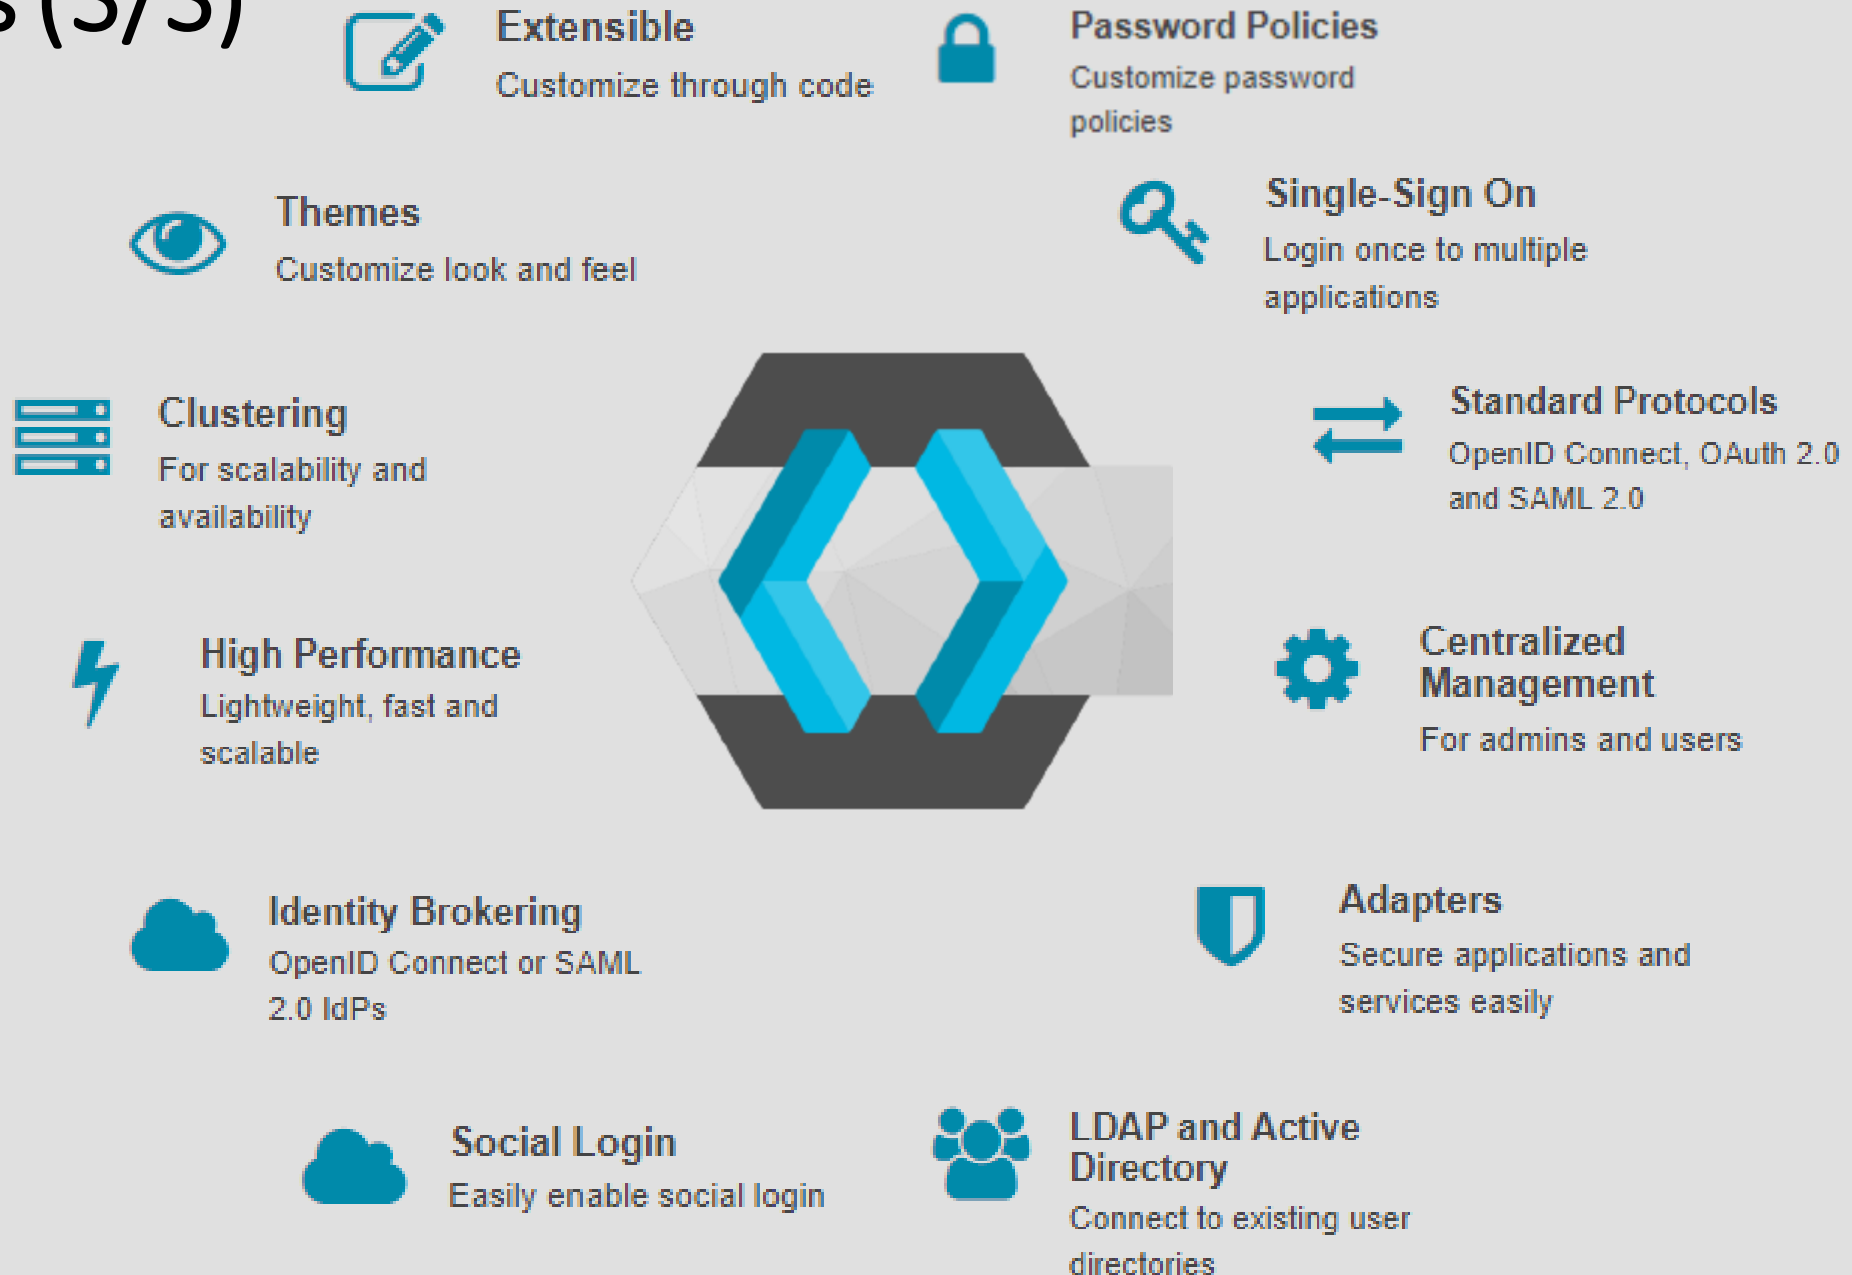 s (3/3)
Extensible
Customize through code
Password Policies
Customize password
policies
Themes
Customize look and feel
Single-Sign On
Login once to multiple
applications
Clustering
For scalability and
availability
Standard Protocols
OpenID Connect, OAuth 2.0
and SAML 2.0
High Performance
Lightweight, fast and
scalable
Centralized
Management
For admins and users
Identity Brokering
OpenID Connect or SAML
2.0 IdPs
Adapters
Secure applications and
services easily
Social Login
Easily enable social login
LDAP and Active
Directory
Connect to existing user
directories